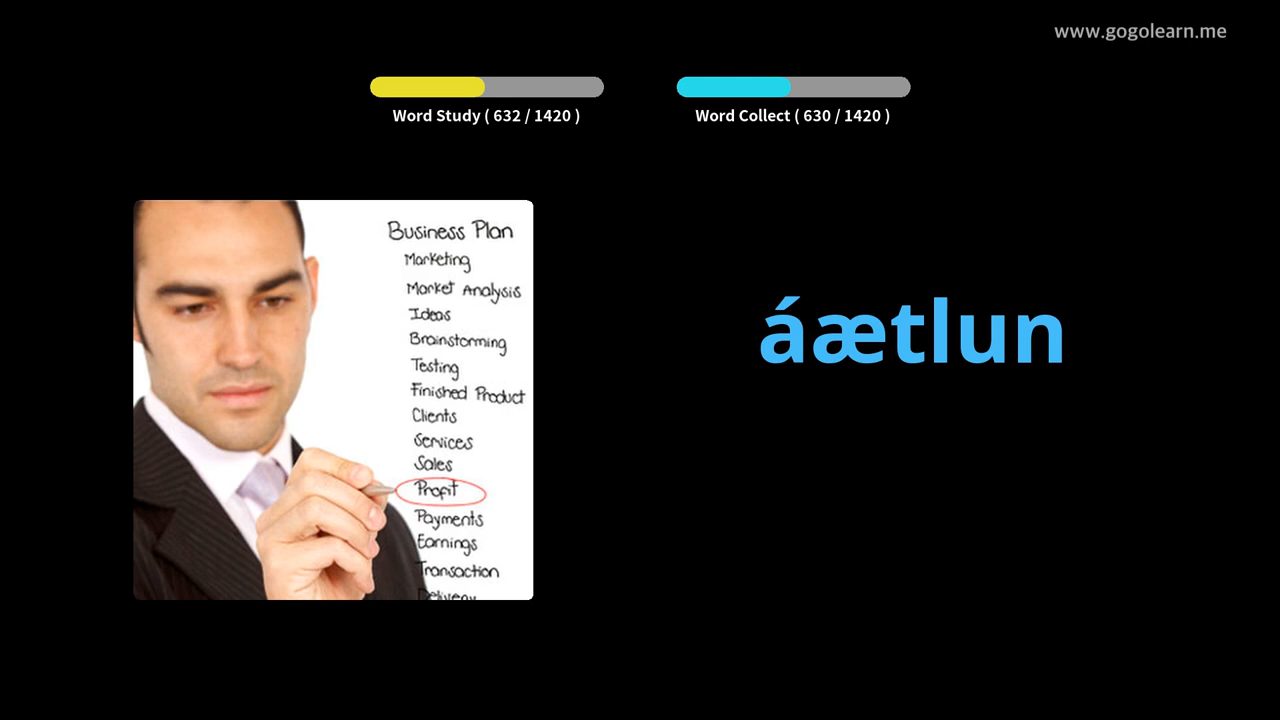 www.gogolearn.me
Word Study ( 632 / 1420 )
Word Collect ( 630 / 1420 )
Business Plan
Marketing
Market Analysis
Ideas
Brainstorming
Testing
Finished Product
Clients
Services
Sales
Profit
Payments
Earnings
Transaction
Delivery
áætlun